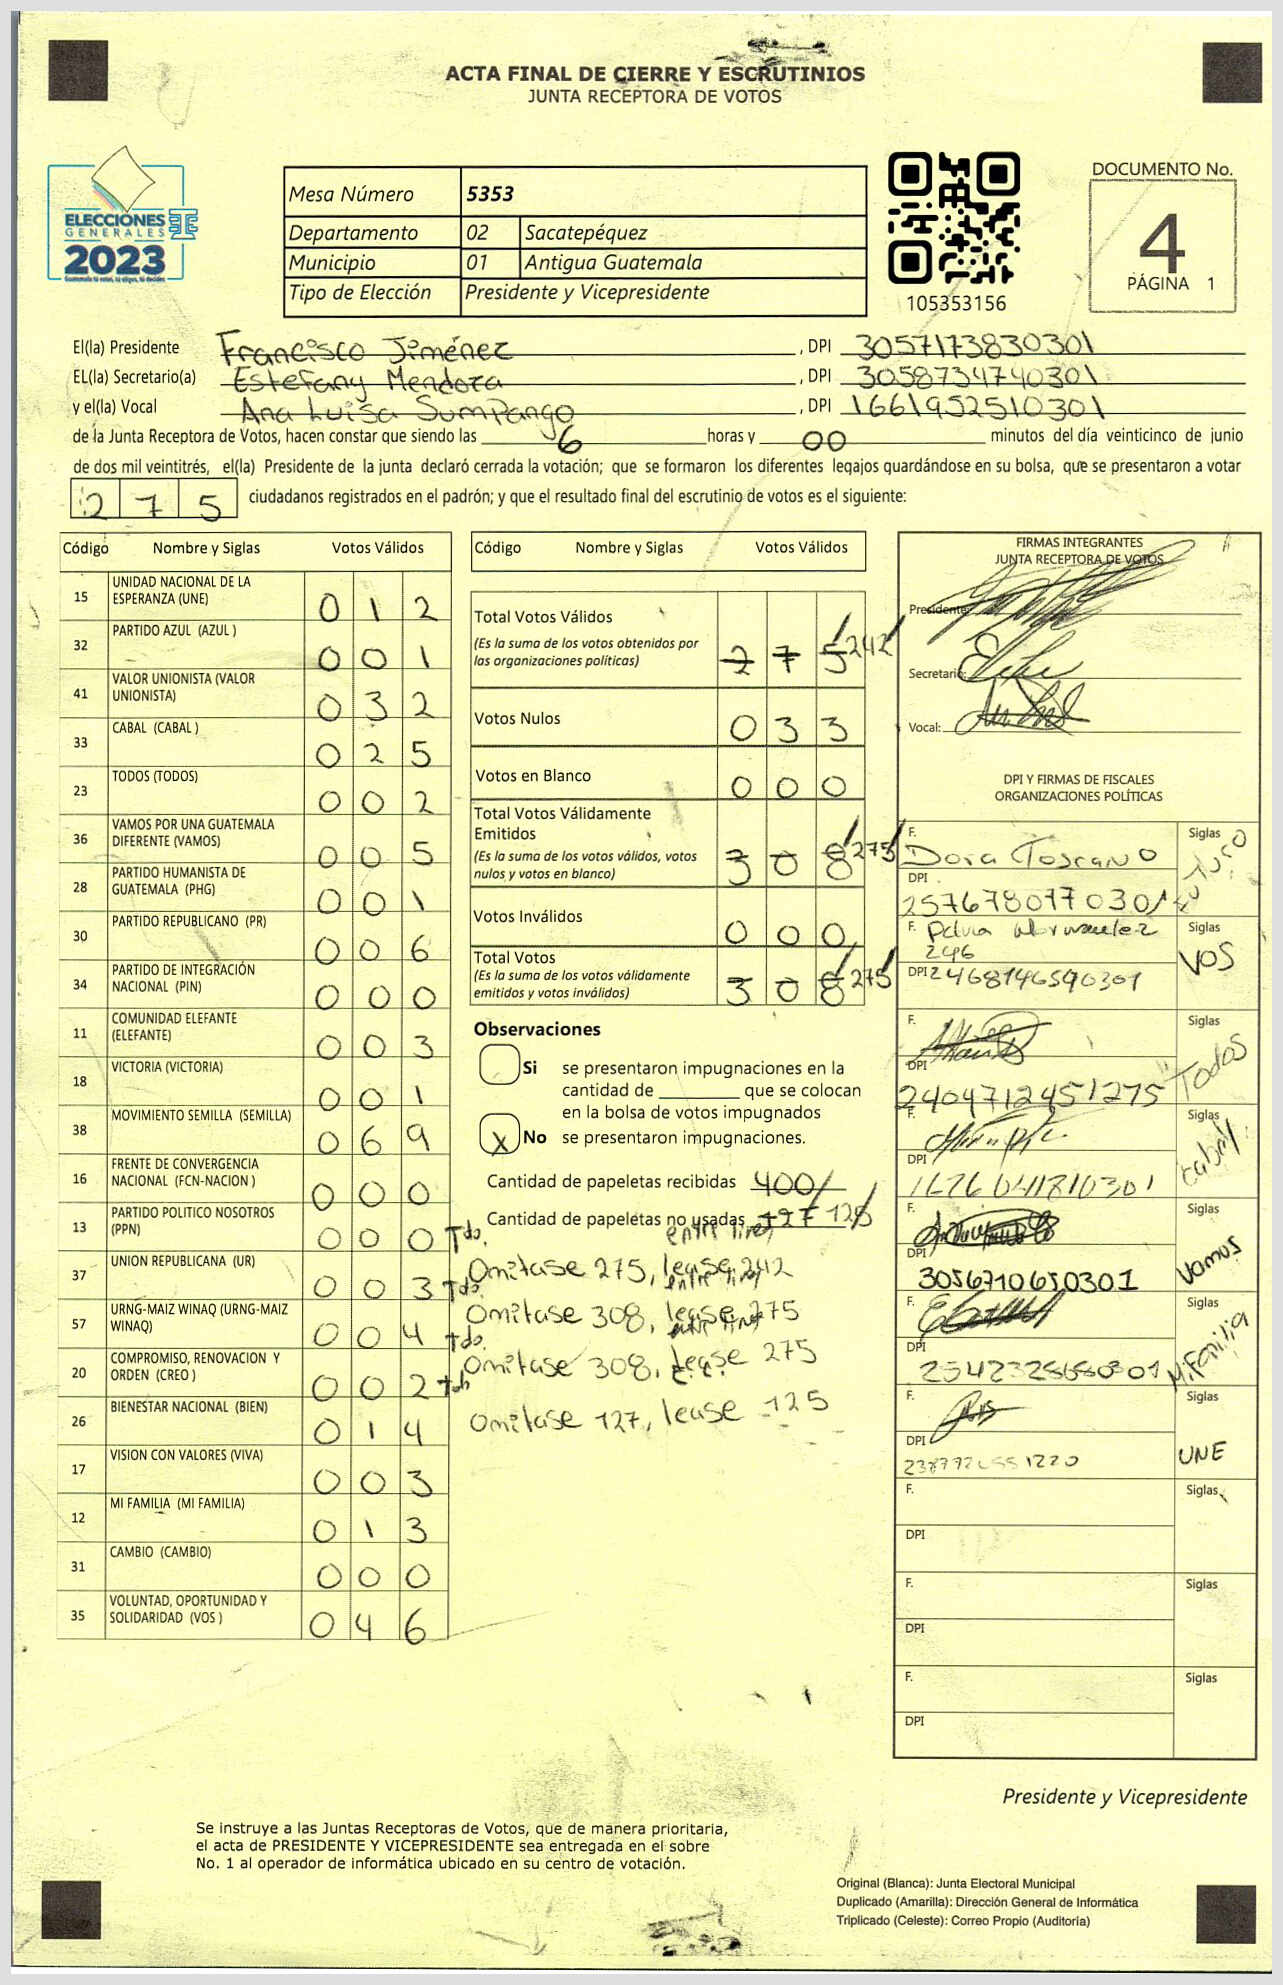 ACTA FINAL DE CIERRE Y ESCRUTINIOS
JUNTA RECEPTORA DE VOTOS
ELECCIONES
GENERALES
2023
Mesa Número 5353
Departamento 02 Sacatepéquez
Municipio 01 Antigua Guatemala
Tipo de Elección Presidente y Vicepresidente
105353156
DOCUMENTO No.
4
PÁGINA 1
El(la) Presidente Francisco Jiménez , DPI 3057173830301
EL(la) Secretario(a) Estefany Mendoza , DPI 3058734740301
y el(la) Vocal Ana Luisa Sumpango , DPI 1661952510301
de la Junta Receptora de Votos, hacen constar que siendo las 6 horas y 00 minutos del día veinticinco de junio
de dos mil veintitrés, el(la) Presidente de la junta declaró cerrada la votación; que se formaron los diferentes legajos guardándose en su bolsa, que se presentaron a votar
2 7 5 ciudadanos registrados en el padrón; y que el resultado final del escrutinio de votos es el siguiente:
Código Nombre y Siglas Votos Válidos
15 UNIDAD NACIONAL DE LA ESPERANZA (UNE) 0 1 2
32 PARTIDO AZUL (AZUL ) 0 0 1
41 VALOR UNIONISTA (VALOR UNIONISTA) 0 3 2
33 CABAL (CABAL ) 0 2 5
23 TODOS (TODOS) 0 0 2
36 VAMOS POR UNA GUATEMALA DIFERENTE (VAMOS) 0 0 5
28 PARTIDO HUMANISTA DE GUATEMALA (PHG) 0 0 1
30 PARTIDO REPUBLICANO (PR) 0 0 6
34 PARTIDO DE INTEGRACIÓN NACIONAL (PIN) 0 0 0
11 COMUNIDAD ELEFANTE (ELEFANTE) 0 0 3
18 VICTORIA (VICTORIA) 0 0 1
38 MOVIMIENTO SEMILLA (SEMILLA) 0 6 9
16 FRENTE DE CONVERGENCIA NACIONAL (FCN-NACION ) 0 0 0
13 PARTIDO POLITICO NOSOTROS (PPN) 0 0 0
37 UNION REPUBLICANA (UR) 0 0 3
57 URNG-MAIZ WINAQ (URNG-MAIZ WINAQ) 0 0 4
20 COMPROMISO, RENOVACION Y ORDEN (CREO ) 0 0 2
26 BIENESTAR NACIONAL (BIEN) 0 1 4
17 VISION CON VALORES (VIVA) 0 0 3
12 MI FAMILIA (MI FAMILIA) 0 1 3
31 CAMBIO (CAMBIO) 0 0 0
35 VOLUNTAD, OPORTUNIDAD Y SOLIDARIDAD (VOS ) 0 4 6
Código Nombre y Siglas Votos Válidos
Total Votos Válidos
(Es la suma de los votos obtenidos por
las organizaciones políticas) 2 7 5 242
Votos Nulos 0 3 3
Votos en Blanco 0 0 0
Total Votos Válidamente
Emitidos
(Es la suma de los votos válidos, votos
nulos y votos en blanco) 3 0 8 275
Votos Inválidos 0 0 0
Total Votos
(Es la suma de los votos válidamente
emitidos y votos inválidos) 3 0 8 275
Observaciones
Si se presentaron impugnaciones en la
cantidad de ________ que se colocan
en la bolsa de votos impugnados
X No se presentaron impugnaciones.
Cantidad de papeletas recibidas 400
Cantidad de papeletas no usadas 127 125
Tdo. Omitase 275, entre lines lease 242
Tdo. Omitase 308, entre lines lease 275
Tdo. Omitase 308, entre lines lease 275
Tdo Omitase 127, lease 125
FIRMAS INTEGRANTES
JUNTA RECEPTORA DE VOTOS
Presidente:
Secretario:
Vocal:
DPI Y FIRMAS DE FISCALES
ORGANIZACIONES POLÍTICAS
F. Dora Toscano Siglas
DPI
F. Siglas VOS
246
DPI 2468146590301
F. Siglas Todos
DPI 2404712451275
F. Siglas Cabal
DPI
F. Siglas Vamos
DPI 3056710650301
F. Siglas Mi Familia
DPI
F. Siglas UNE
DPI
F. Siglas
DPI
F. Siglas
DPI
F. Siglas
DPI
Presidente y Vicepresidente
Se instruye a las Juntas Receptoras de Votos, que de manera prioritaria,
el acta de PRESIDENTE Y VICEPRESIDENTE sea entregada en el sobre
No. 1 al operador de informática ubicado en su centro de votación.
Original (Blanca): Junta Electoral Municipal
Duplicado (Amarilla): Dirección General de Informática
Triplicado (Celeste): Correo Propio (Auditoría)